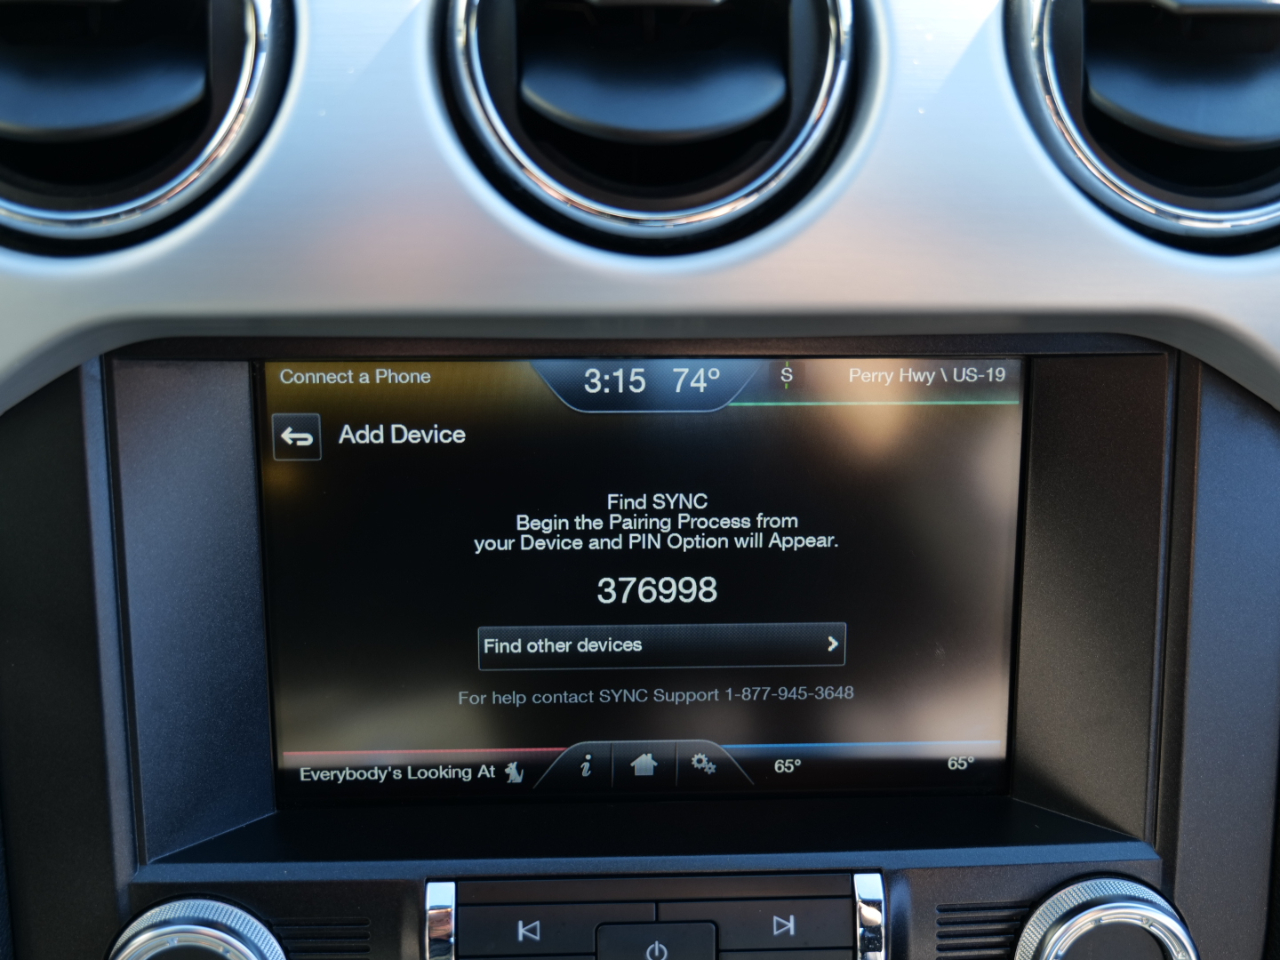 Connect a Phone
3:15 74°
S
Perry Hwy \ US-19
Add Device
Find SYNC
Begin the Pairing Process from
your Device and PIN Option will Appear.
376998
Find other devices
For help contact SYNC Support 1-877-945-3648
Everybody's Looking At
i
65°
65°